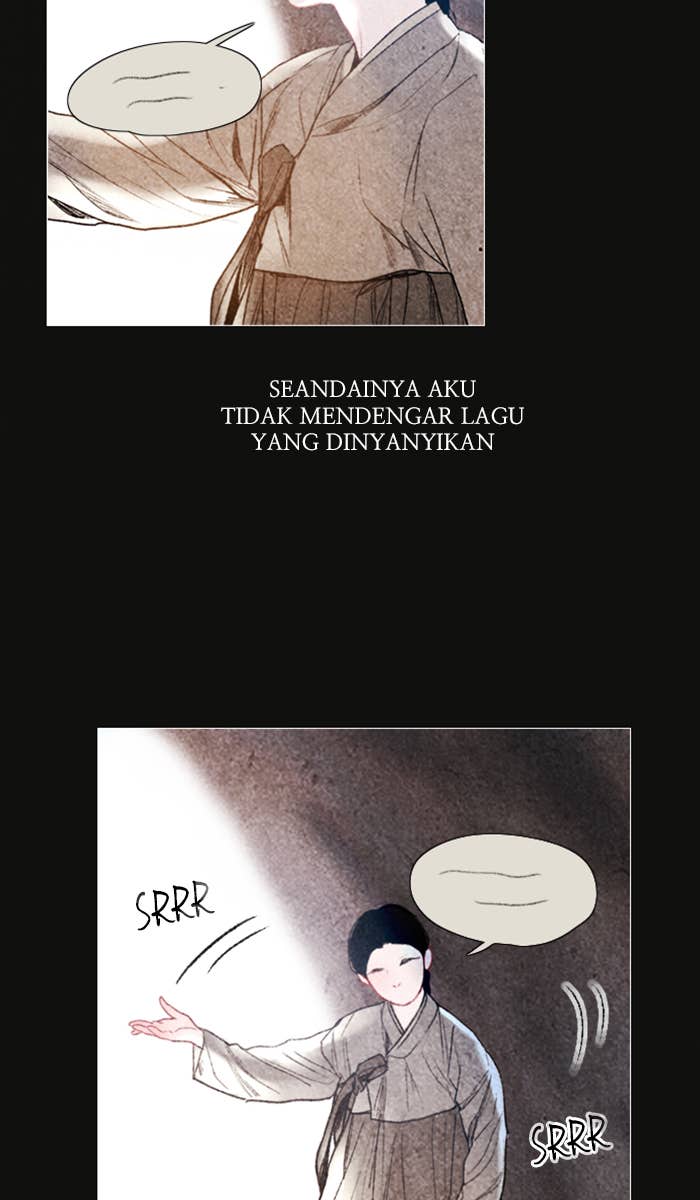 SEANDAINYA AKU
TIDAK MENDENGAR LAGU
YANG DINYANYIKAN
SRRR
SRRR